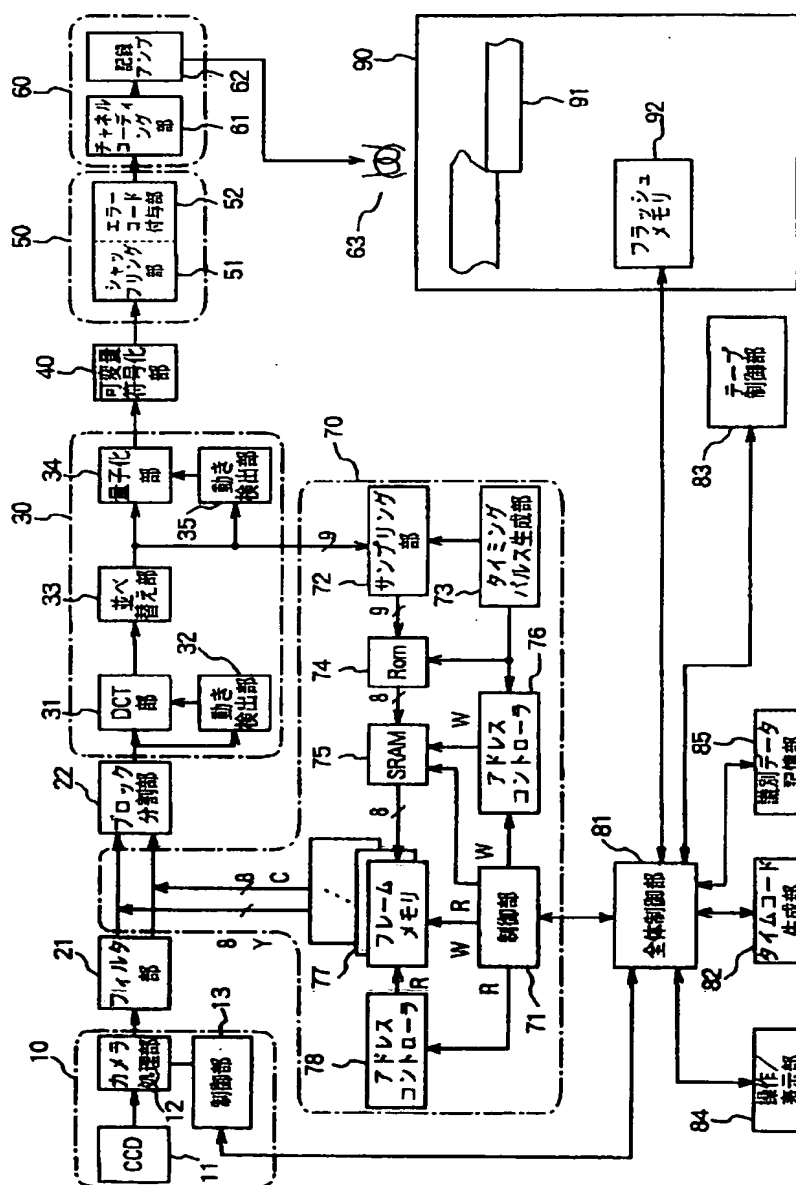 10
CCD
11
カメラ
処理部
12
制御部
13
21
フィルタ
部
22
ブロック
分割部
30
31
DCT
部
動き
検出部
32
33
並べ
替え部
34
量子化
部
動き
検出部
35
40
可変量
符号化
部
50
シャッ
フリング
部
51
エラー
コード
付与部
52
60
チャネル
コーディ
ング部
61
記録
アンプ
62
63
90
91
フラッシュ
メモリ
92
70
9
サンプリング
部
72
タイミング
パルス生成部
73
9
Rom
74
8
SRAM
75
W
アドレス
コントローラ
76
8
フレーム
メモリ
77
8
Y
8
C
R
W
R
W
R
制御部
71
アドレス
コントローラ
78
全体制御部
81
タイムコード
生成部
82
テープ
制御部
83
操作/
表示部
84
識別データ
記憶部
85